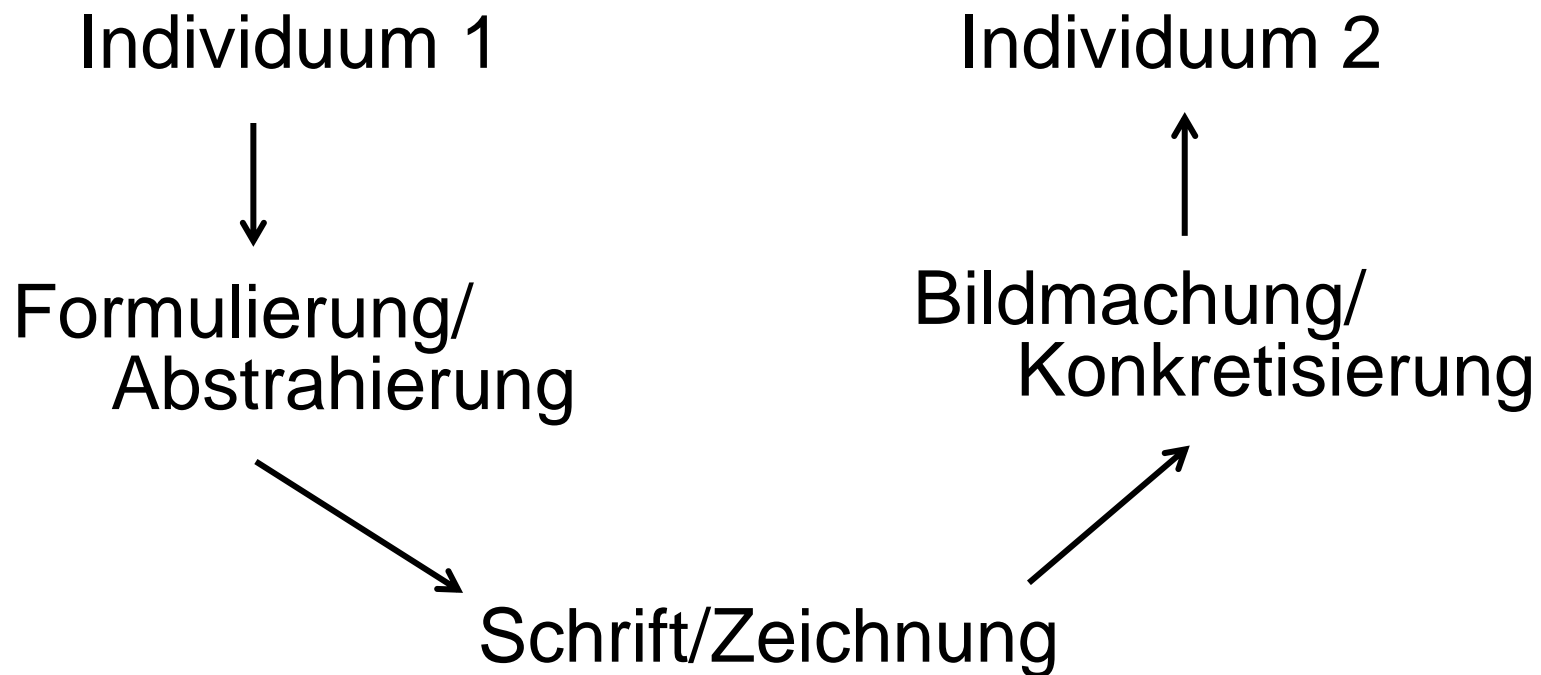 Individuum 1
Individuum 2
Formulierung/
Abstrahierung
Bildmachung/
Konkretisierung
Schrift/Zeichnung